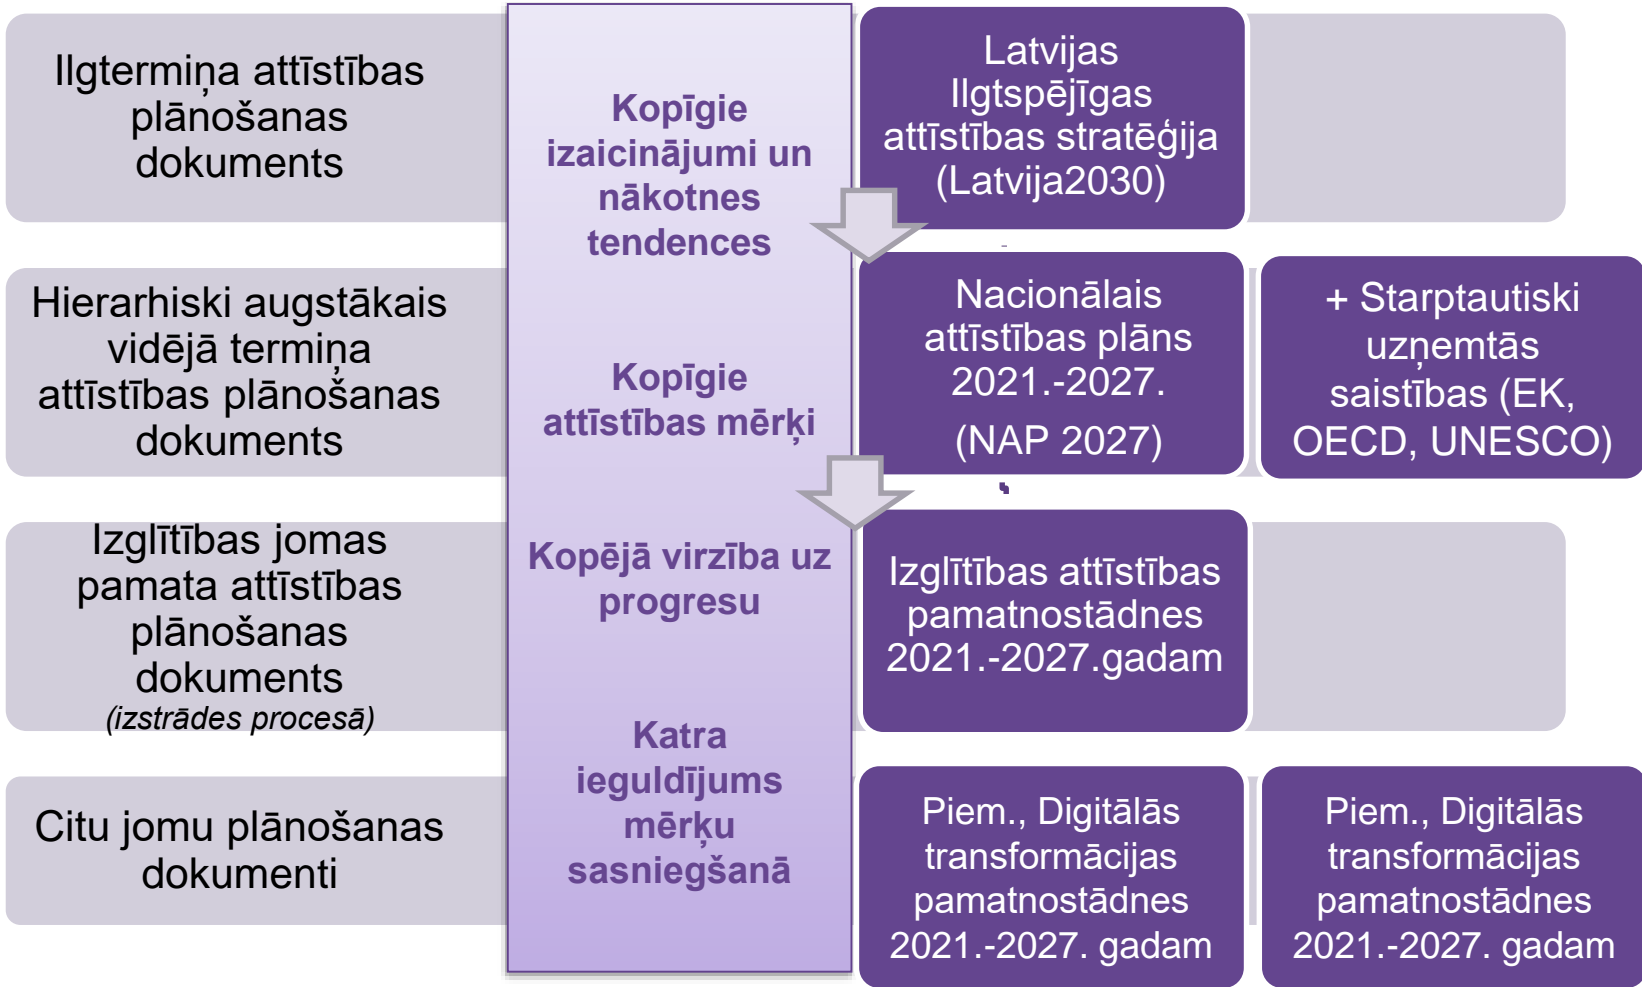 Ilgtermiņa attīstības
plānošanas
dokuments
Kopīgie
izaicinājumi un
nākotnes
tendences
Latvijas
Ilgtspējīgas
attīstības stratēģija
(Latvija2030)
Hierarhiski augstākais
vidējā termiņa
attīstības plānošanas
dokuments
Kopīgie
attīstības mērķi
Nacionālais
attīstības plāns
2021.-2027.
(NAP 2027)
+ Starptautiski
uzņemtās
saistības (EK,
OECD, UNESCO)
Izglītības jomas
pamata attīstības
plānošanas
dokuments
(izstrādes procesā)
Kopējā virzība uz
progresu
Izglītības attīstības
pamatnostādnes
2021.-2027.gadam
Citu jomu plānošanas
dokumenti
Katra
ieguldījums
mērķu
sasniegšanā
Piem., Digitālās
transformācijas
pamatnostādnes
2021.-2027. gadam
Piem., Digitālās
transformācijas
pamatnostādnes
2021.-2027. gadam